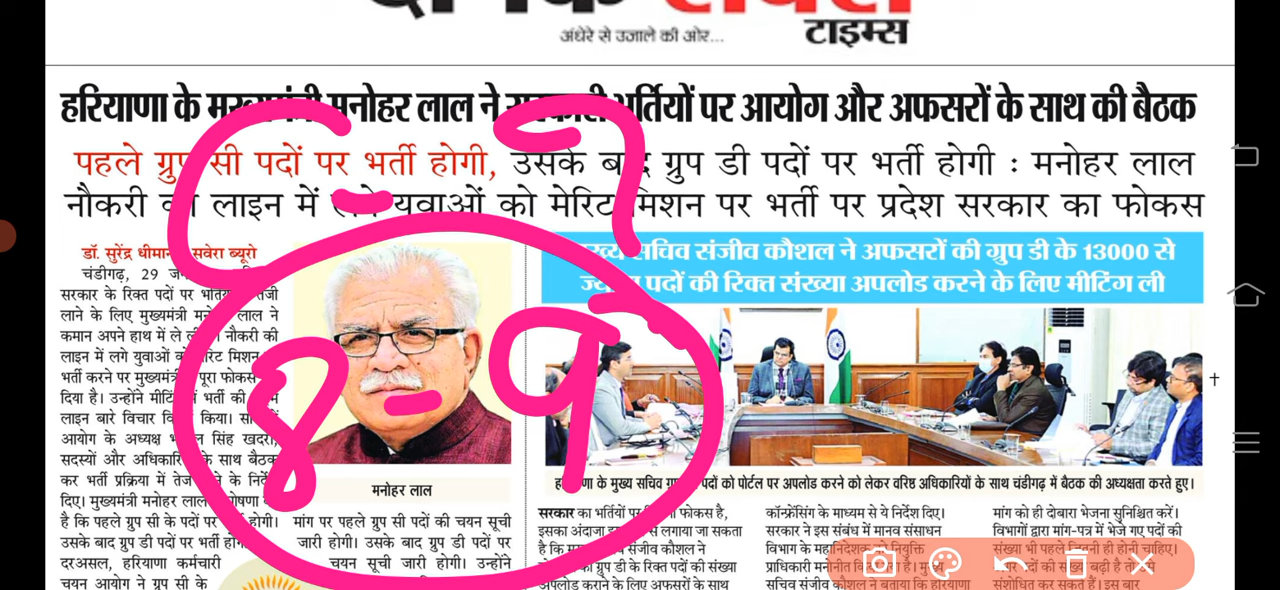 अंधेरे से उजाले की ओर...
टाइम्स
हरियाणा के मुख्यमंत्री मनोहर लाल ने सरकारी भर्तियों पर आयोग और अफसरों के साथ की बैठक
पहले ग्रुप सी पदों पर भर्ती होगी, उसके बाद ग्रुप डी पदों पर भर्ती होगी : मनोहर लाल
नौकरी की लाइन में लगे युवाओं को मेरिट मिशन पर भर्ती पर प्रदेश सरकार का फोकस
डॉ. सुरेंद्र धीमान सवेरा ब्यूरो
चंडीगढ़, 29
सरकार के रिक्त पदों पर
लाने के लिए मुख्यमंत्री लाल ने
कमान अपने हाथ में ले नौकरी की
लाइन में लगे युवाओं मिशन
भर्ती करने पर पूरा फोकस
दिया है। उन्होंने भर्ती की
लाइन बारे विचार किया।
आयोग के अध्यक्ष सिंह खदरी,
सदस्यों और के साथ बैठक
कर भर्ती प्रक्रिया में के
दिए। मुख्यमंत्री मनोहर लाल
है कि पहले ग्रुप सी के पदों पर होगी।
उसके बाद ग्रुप डी पदों पर भर्ती
दरअसल, हरियाणा कर्मचारी
चयन आयोग ने ग्रुप सी के
मनोहर लाल
मांग पर पहले ग्रुप सी पदों की चयन सूची
जारी होगी। उसके बाद ग्रुप डी पदों पर
चयन सूची जारी होगी। उन्होंने
मुख्य सचिव संजीव कौशल ने अफसरों की ग्रुप डी के 13000 से
ज्यादा पदों की रिक्त संख्या अपलोड करने के लिए मीटिंग ली
हरियाणा के मुख्य सचिव पदों को पोर्टल पर अपलोड करने को लेकर वरिष्ठ अधिकारियों के साथ चंडीगढ़ में बैठक की अध्यक्षता करते हुए।
सरकार का भर्तियों पर फोकस है,
इसका अंदाजा से लगाया जा सकता
है कि संजीव कौशल ने
को ग्रुप डी के रिक्त पदों की संख्या
अपलोड कराने के लिए अफसरों के साथ
कॉन्फ्रेंसिंग के माध्यम से ये निर्देश दिए।
सरकार ने इस संबंध में मानव संसाधन
विभाग के महानिदेशक को नियुक्ति
प्राधिकारी मनोनीत किया है। मुख्य
सचिव संजीव कौशल ने बताया कि हरियाणा
मांग को ही दोबारा भेजना सुनिश्चित करें।
विभागों द्वारा मांग-पत्र में भेजे गए पदों की
संख्या भी पहले जितनी ही होनी चाहिए।
अगर पदों की संख्या बढ़ी है तो
संशोधित कर सकते हैं। इस बार
8-9